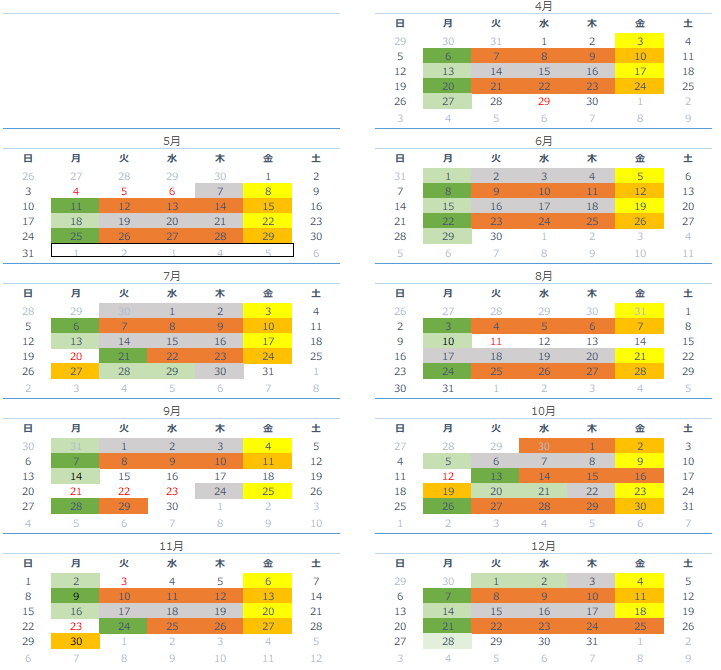 4月
日 月 火 水 木 金 土
29 30 31 1 2 3 4
5 6 7 8 9 10 11
12 13 14 15 16 17 18
19 20 21 22 23 24 25
26 27 28 29 30 1 2
3 4 5 6 7 8 9
5月
日 月 火 水 木 金 土
26 27 28 29 30 1 2
3 4 5 6 7 8 9
10 11 12 13 14 15 16
17 18 19 20 21 22 23
24 25 26 27 28 29 30
31 1 2 3 4 5 6
6月
日 月 火 水 木 金 土
31 1 2 3 4 5 6
7 8 9 10 11 12 13
14 15 16 17 18 19 20
21 22 23 24 25 26 27
28 29 30 1 2 3 4
5 6 7 8 9 10 11
7月
日 月 火 水 木 金 土
28 29 30 1 2 3 4
5 6 7 8 9 10 11
12 13 14 15 16 17 18
19 20 21 22 23 24 25
26 27 28 29 30 31 1
2 3 4 5 6 7 8
8月
日 月 火 水 木 金 土
26 27 28 29 30 31 1
2 3 4 5 6 7 8
9 10 11 12 13 14 15
16 17 18 19 20 21 22
23 24 25 26 27 28 29
30 31 1 2 3 4 5
9月
日 月 火 水 木 金 土
30 31 1 2 3 4 5
6 7 8 9 10 11 12
13 14 15 16 17 18 19
20 21 22 23 24 25 26
27 28 29 30 1 2 3
4 5 6 7 8 9 10
10月
日 月 火 水 木 金 土
27 28 29 30 1 2 3
4 5 6 7 8 9 10
11 12 13 14 15 16 17
18 19 20 21 22 23 24
25 26 27 28 29 30 31
1 2 3 4 5 6 7
11月
日 月 火 水 木 金 土
1 2 3 4 5 6 7
8 9 10 11 12 13 14
15 16 17 18 19 20 21
22 23 24 25 26 27 28
29 30 1 2 3 4 5
6 7 8 9 10 11 12
12月
日 月 火 水 木 金 土
29 30 1 2 3 4 5
6 7 8 9 10 11 12
13 14 15 16 17 18 19
20 21 22 23 24 25 26
27 28 29 30 31 1 2
3 4 5 6 7 8 9